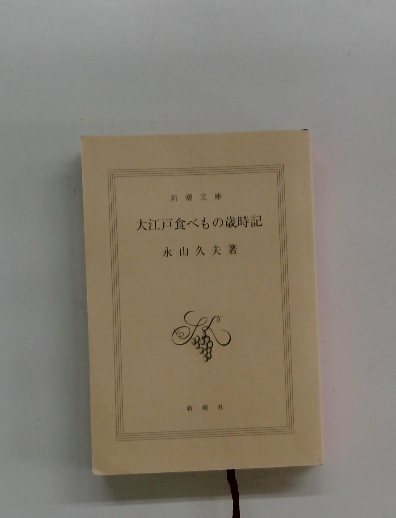 新潮文庫
大江戸食べもの歳時記
永山久夫著
新潮社